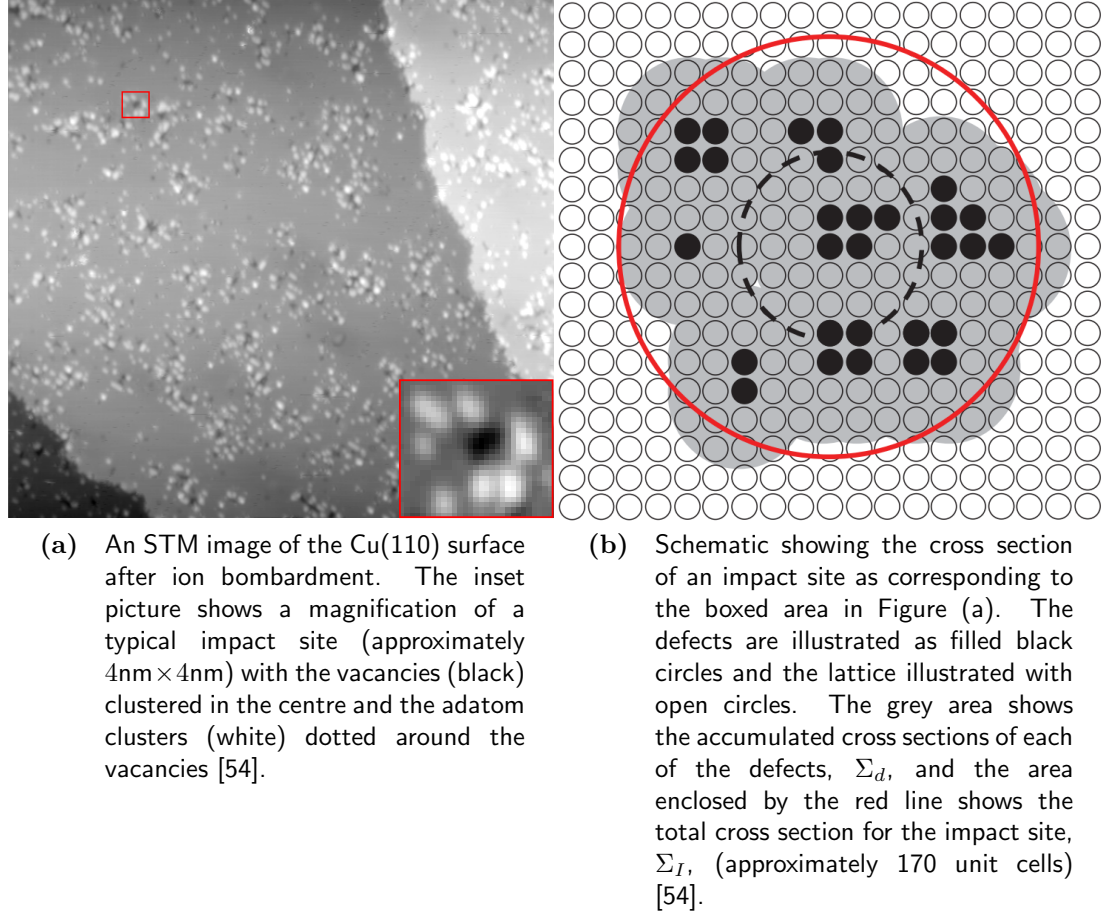 (a) An STM image of the Cu(110) surface
after ion bombardment. The inset
picture shows a magnification of a
typical impact site (approximately
4nm×4nm) with the vacancies (black)
clustered in the centre and the adatom
clusters (white) dotted around the
vacancies [54].
(b) Schematic showing the cross section
of an impact site as corresponding to
the boxed area in Figure (a). The
defects are illustrated as filled black
circles and the lattice illustrated with
open circles. The grey area shows
the accumulated cross sections of each
of the defects, Σ_d, and the area
enclosed by the red line shows the
total cross section for the impact site,
Σ_I, (approximately 170 unit cells)
[54].